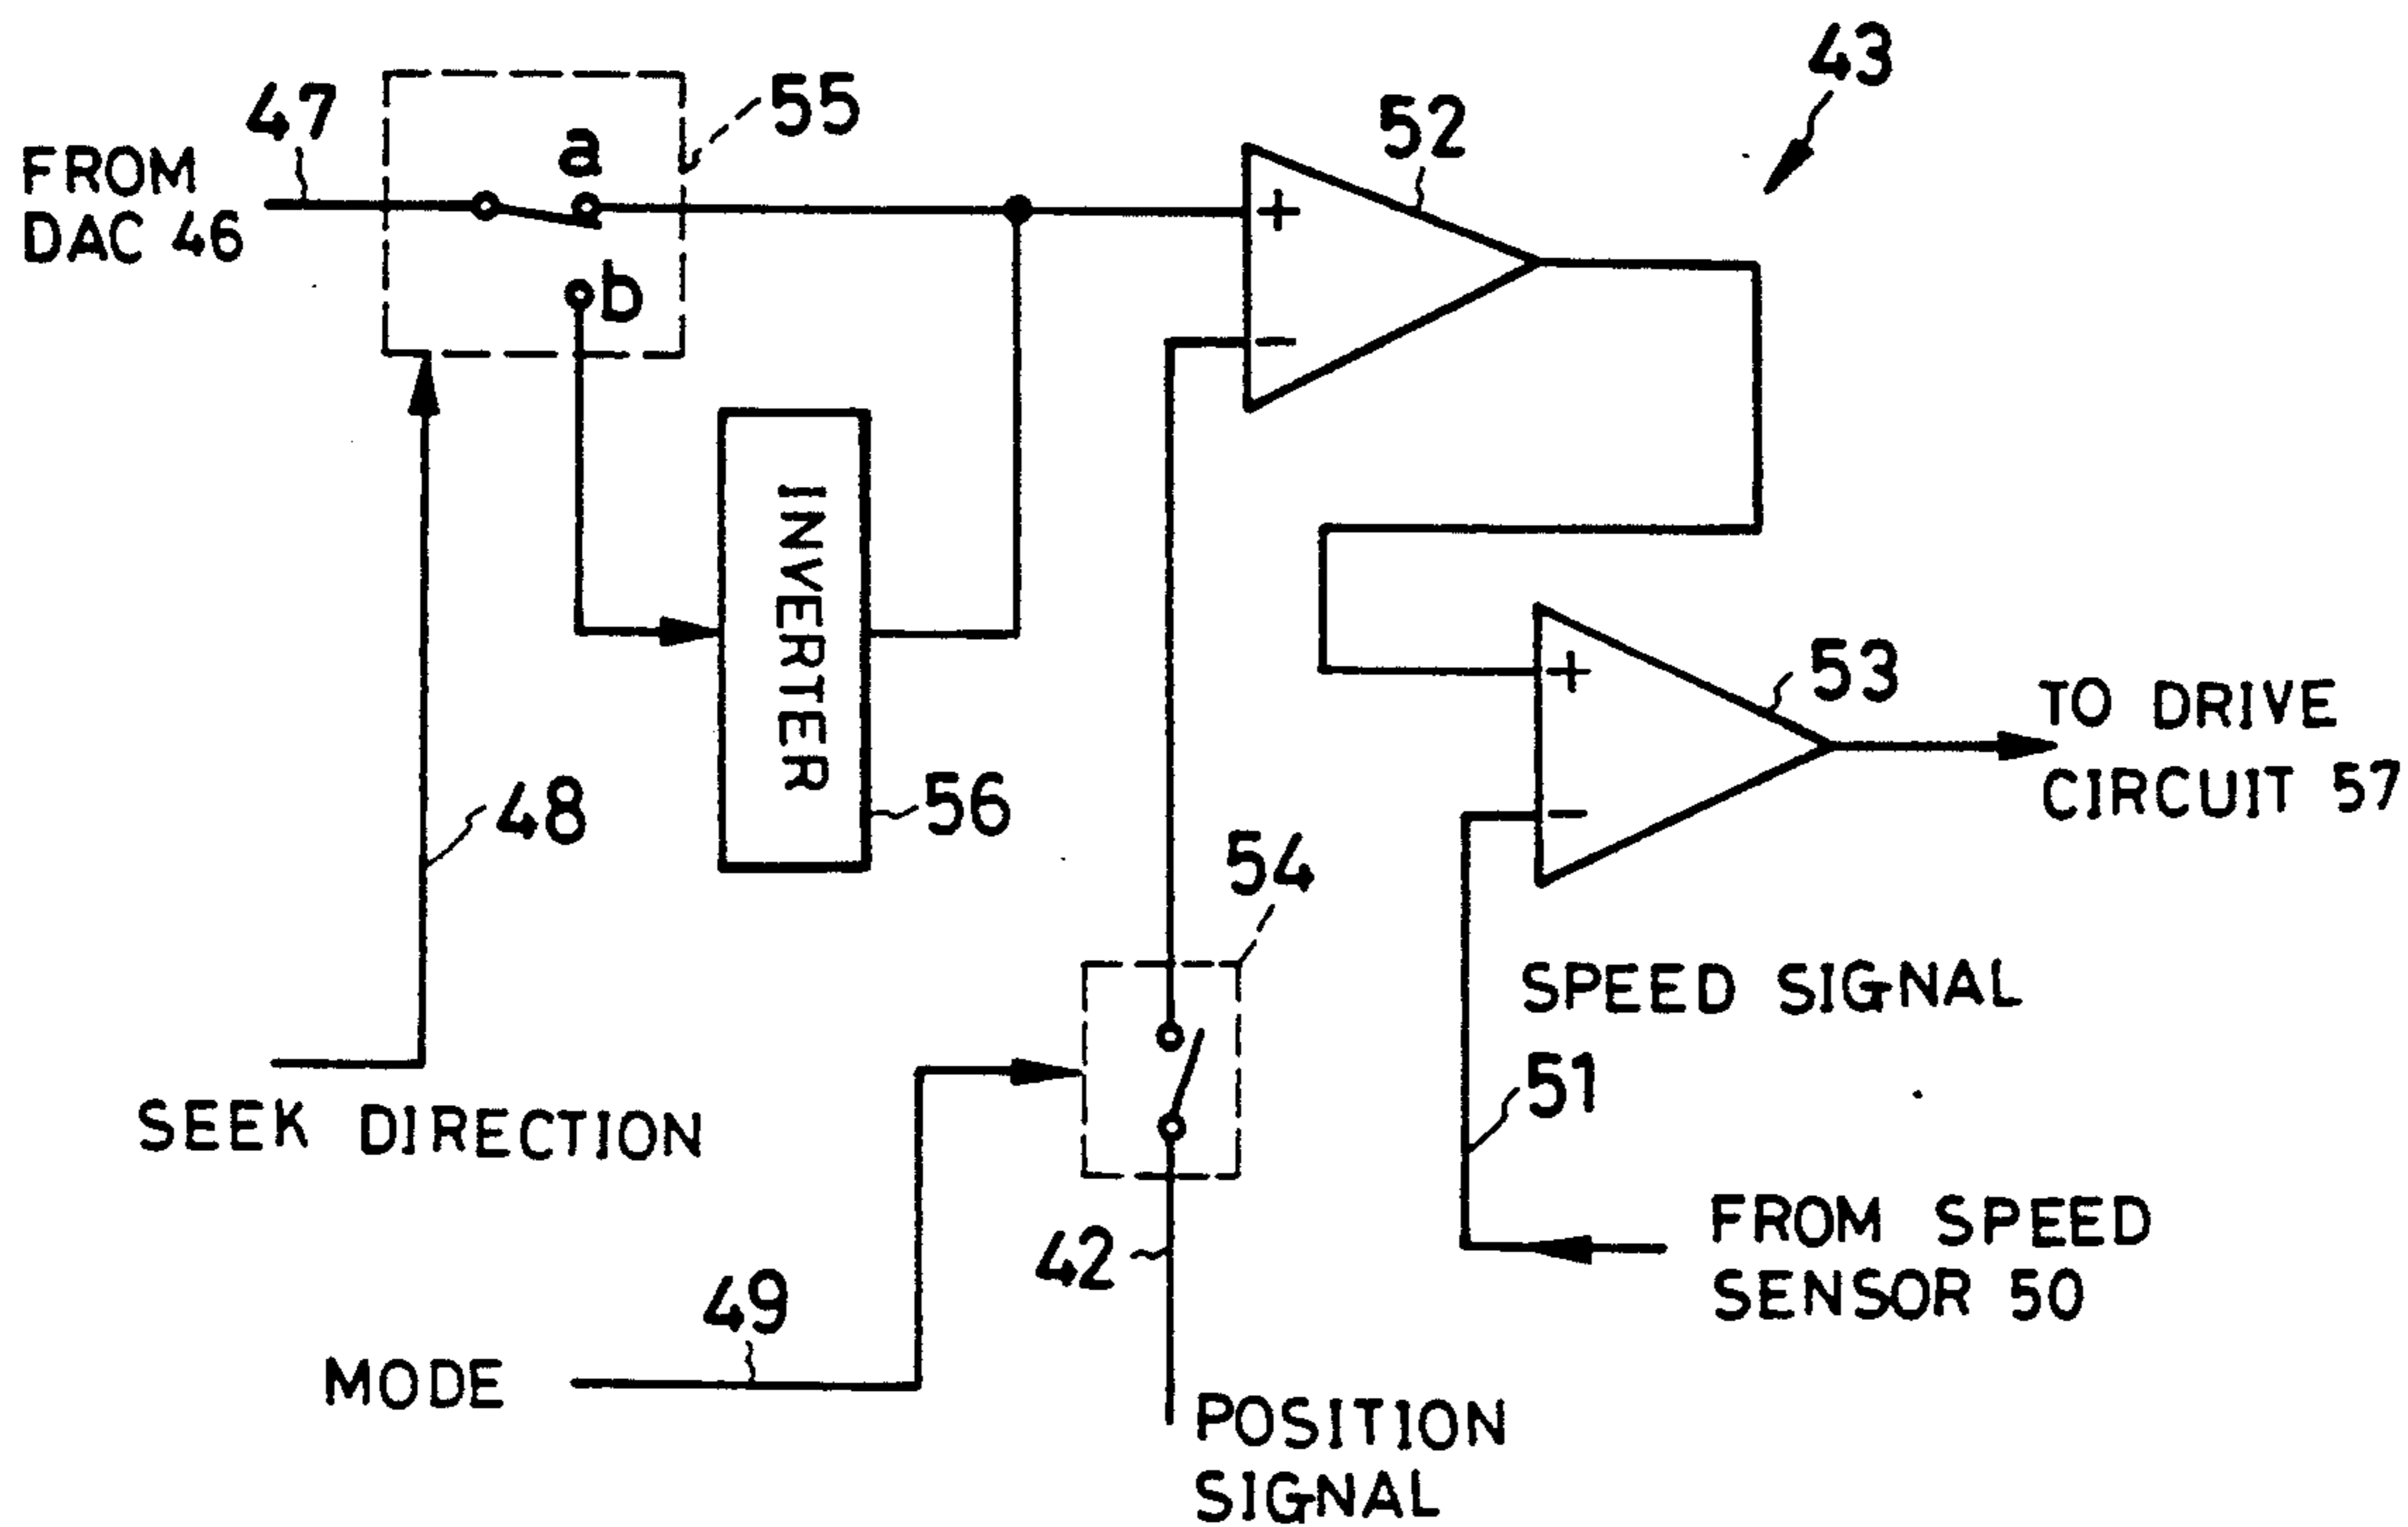 43
47
55
52
a
FROM
DAC 46
+
b
−
INVERTER
+
53
TO DRIVE
CIRCUIT 57
48
56
−
54
SPEED SIGNAL
51
SEEK DIRECTION
42
FROM SPEED
SENSOR 50
49
MODE
POSITION
SIGNAL